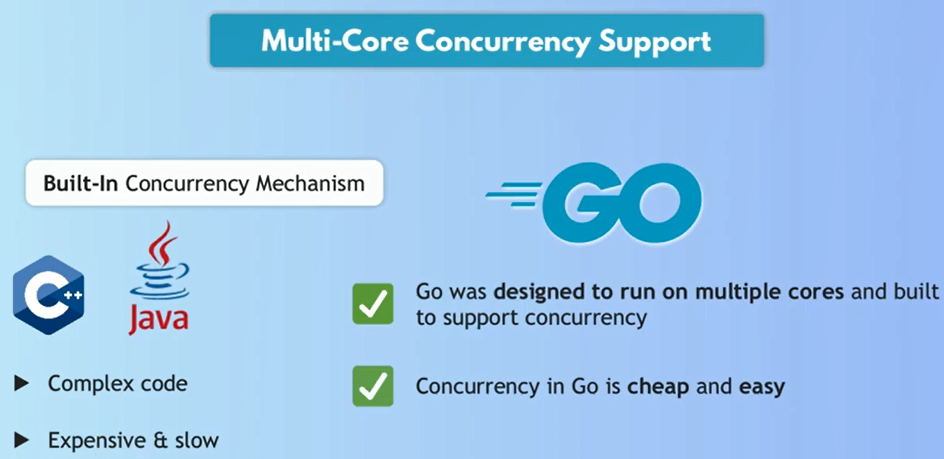 Multi-Core Concurrency Support
Built-In Concurrency Mechanism
GO
C++
Java
Go was designed to run on multiple cores and built
to support concurrency
Complex code
Concurrency in Go is cheap and easy
Expensive & slow